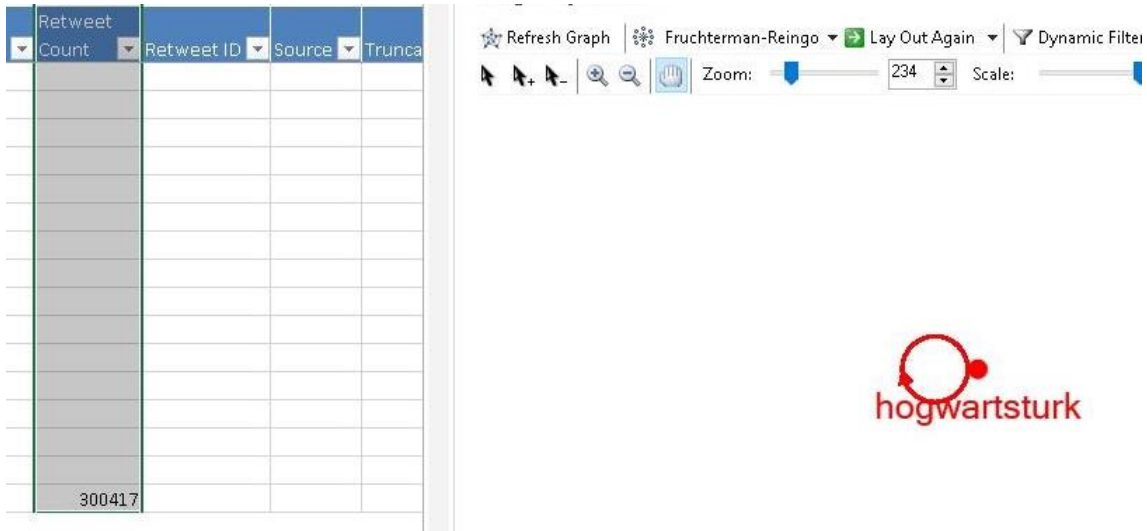 Retweet
Count Retweet ID Source Trunca
300417
Refresh Graph Fruchterman-Reingo Lay Out Again Dynamic Filter
Zoom: 234 Scale:
hogwartsturk